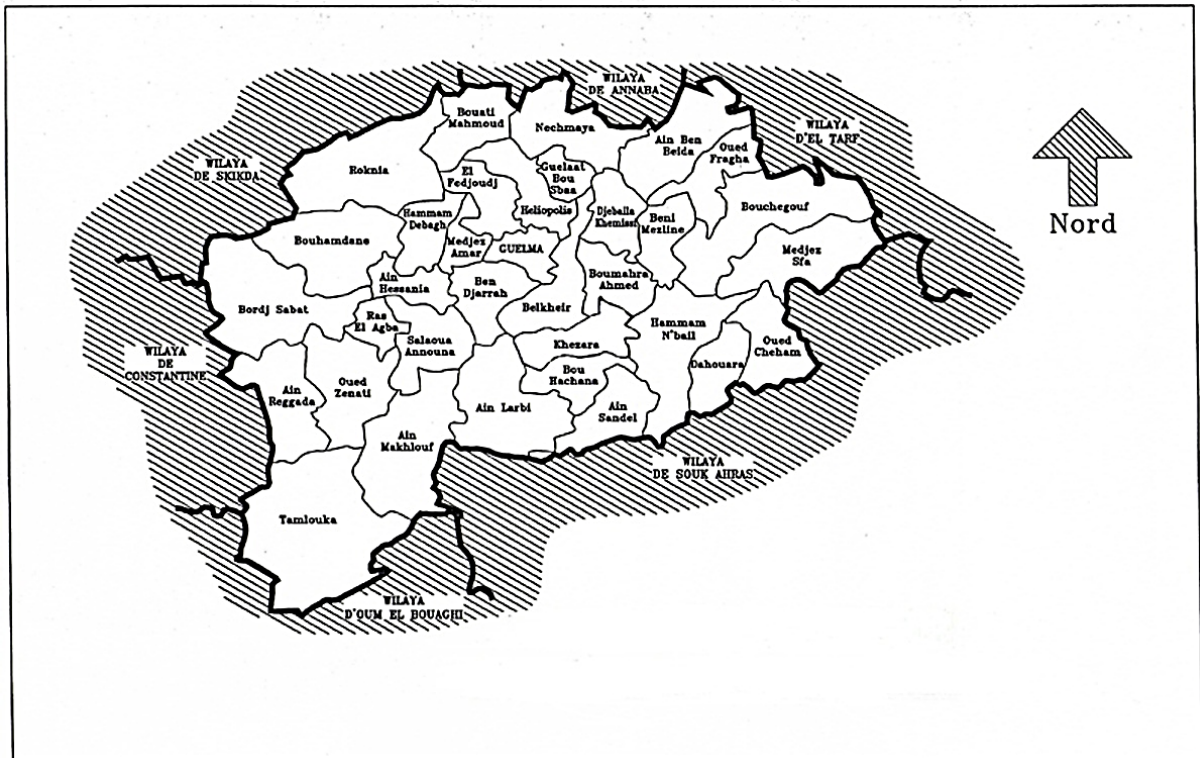 WILAYA
DE ANNABA
WILAYA
D'EL TARF
WILAYA
DE SKIKDA
WILAYA
DE
CONSTANTINE
WILAYA
DE SOUK AHRAS
WILAYA
D'OUM EL BOUAGHI
Nord
Bouati
Mahmoud
Nechmaya
Ain Ben
Beida
Oued
Fragha
Roknia
El
Fedjoudj
Guelaat
Bou
Sbaa
Heliopolis
Hammam
Debagh
Djeballa
Khemissi
Beni
Mezline
Bouchegouf
Bouhamdane
Medjez
Amar
GUELMA
Medjez
Sfa
Ain
Hessania
Ben
Djarrah
Boumahra
Ahmed
Bordj Sabat
Belkheir
Ras
El Agba
Salaoua
Announa
Khezara
Hammam
N'bail
Oued
Cheham
Dahouara
Bou
Hachana
Ain
Reggada
Oued
Zenati
Ain Larbi
Ain
Sandel
Ain
Makhlouf
Tamlouka